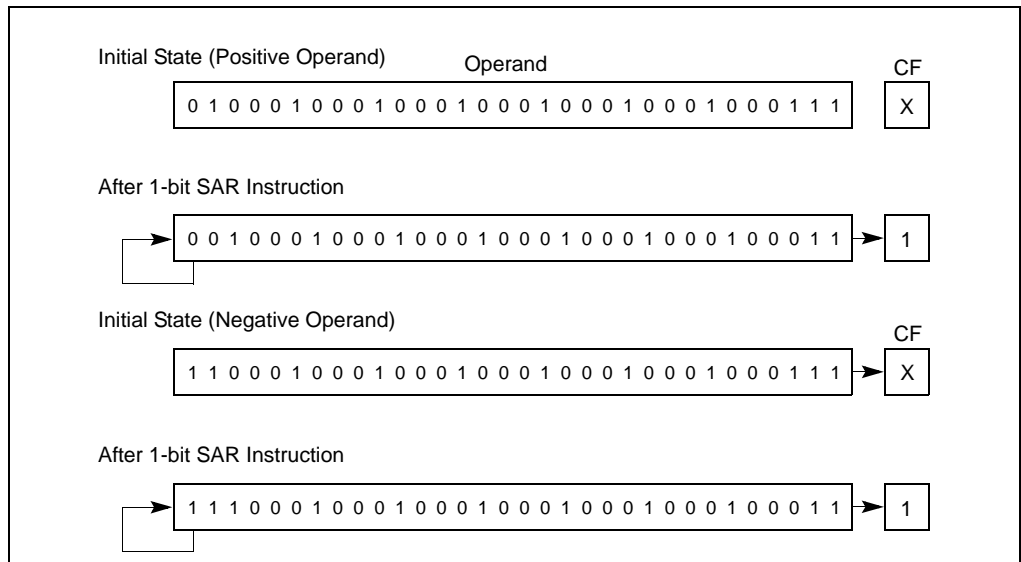 Initial State (Positive Operand) Operand CF
0 1 0 0 0 1 0 0 0 1 0 0 0 1 0 0 0 1 0 0 0 1 0 0 0 1 0 0 0 1 1 1 X
After 1-bit SAR Instruction
0 0 1 0 0 0 1 0 0 0 1 0 0 0 1 0 0 0 1 0 0 0 1 0 0 0 1 0 0 0 1 1 1
Initial State (Negative Operand) CF
1 1 0 0 0 1 0 0 0 1 0 0 0 1 0 0 0 1 0 0 0 1 0 0 0 1 0 0 0 1 1 1 X
After 1-bit SAR Instruction
1 1 1 0 0 0 1 0 0 0 1 0 0 0 1 0 0 0 1 0 0 0 1 0 0 0 1 0 0 0 1 1 1